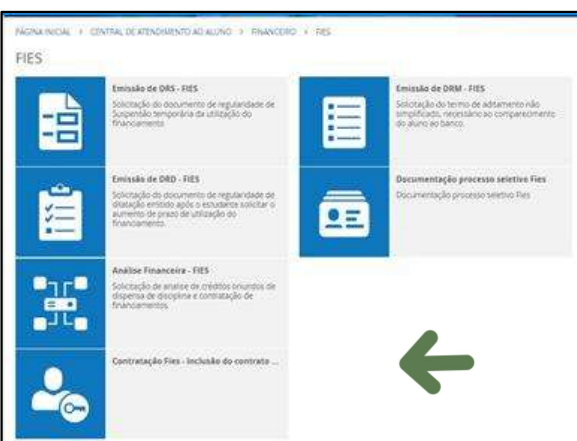 PÁGINA INICIAL > CENTRAL DE ATENDIMENTO AO ALUNO > FINANCEIRO > FIES
FIES
Emissão de DRS - FIES
Solicitação do documento de regularidade de
Suspensão temporária da utilização do
financiamento
Emissão de DRM - FIES
Solicitação do termo de aditamento não
simplificado, necessário ao comparecimento
do aluno ao banco.
Emissão de DRD - FIES
Solicitação do documento de regularidade de
dilatação emitido após o estudante solicitar o
aumento de prazo de utilização do
financiamento.
Documentação processo seletivo Fies
Documentação processo seletivo Fies
Análise Financeira - FIES
Solicitação de analise de créditos oriundos de
dispensa de disciplina e contratação de
financiamentos.
Contratação Fies - Inclusão do contrato ...